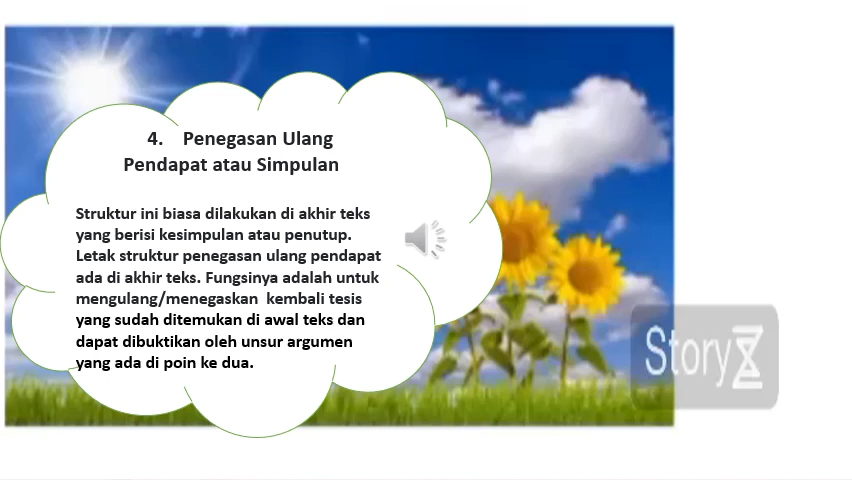 4. Penegasan Ulang
Pendapat atau Simpulan
Struktur ini biasa dilakukan di akhir teks
yang berisi kesimpulan atau penutup.
Letak struktur penegasan ulang pendapat
ada di akhir teks. Fungsinya adalah untuk
mengulang/menegaskan kembali tesis
yang sudah ditemukan di awal teks dan
dapat dibuktikan oleh unsur argumen
yang ada di poin ke dua.
Story